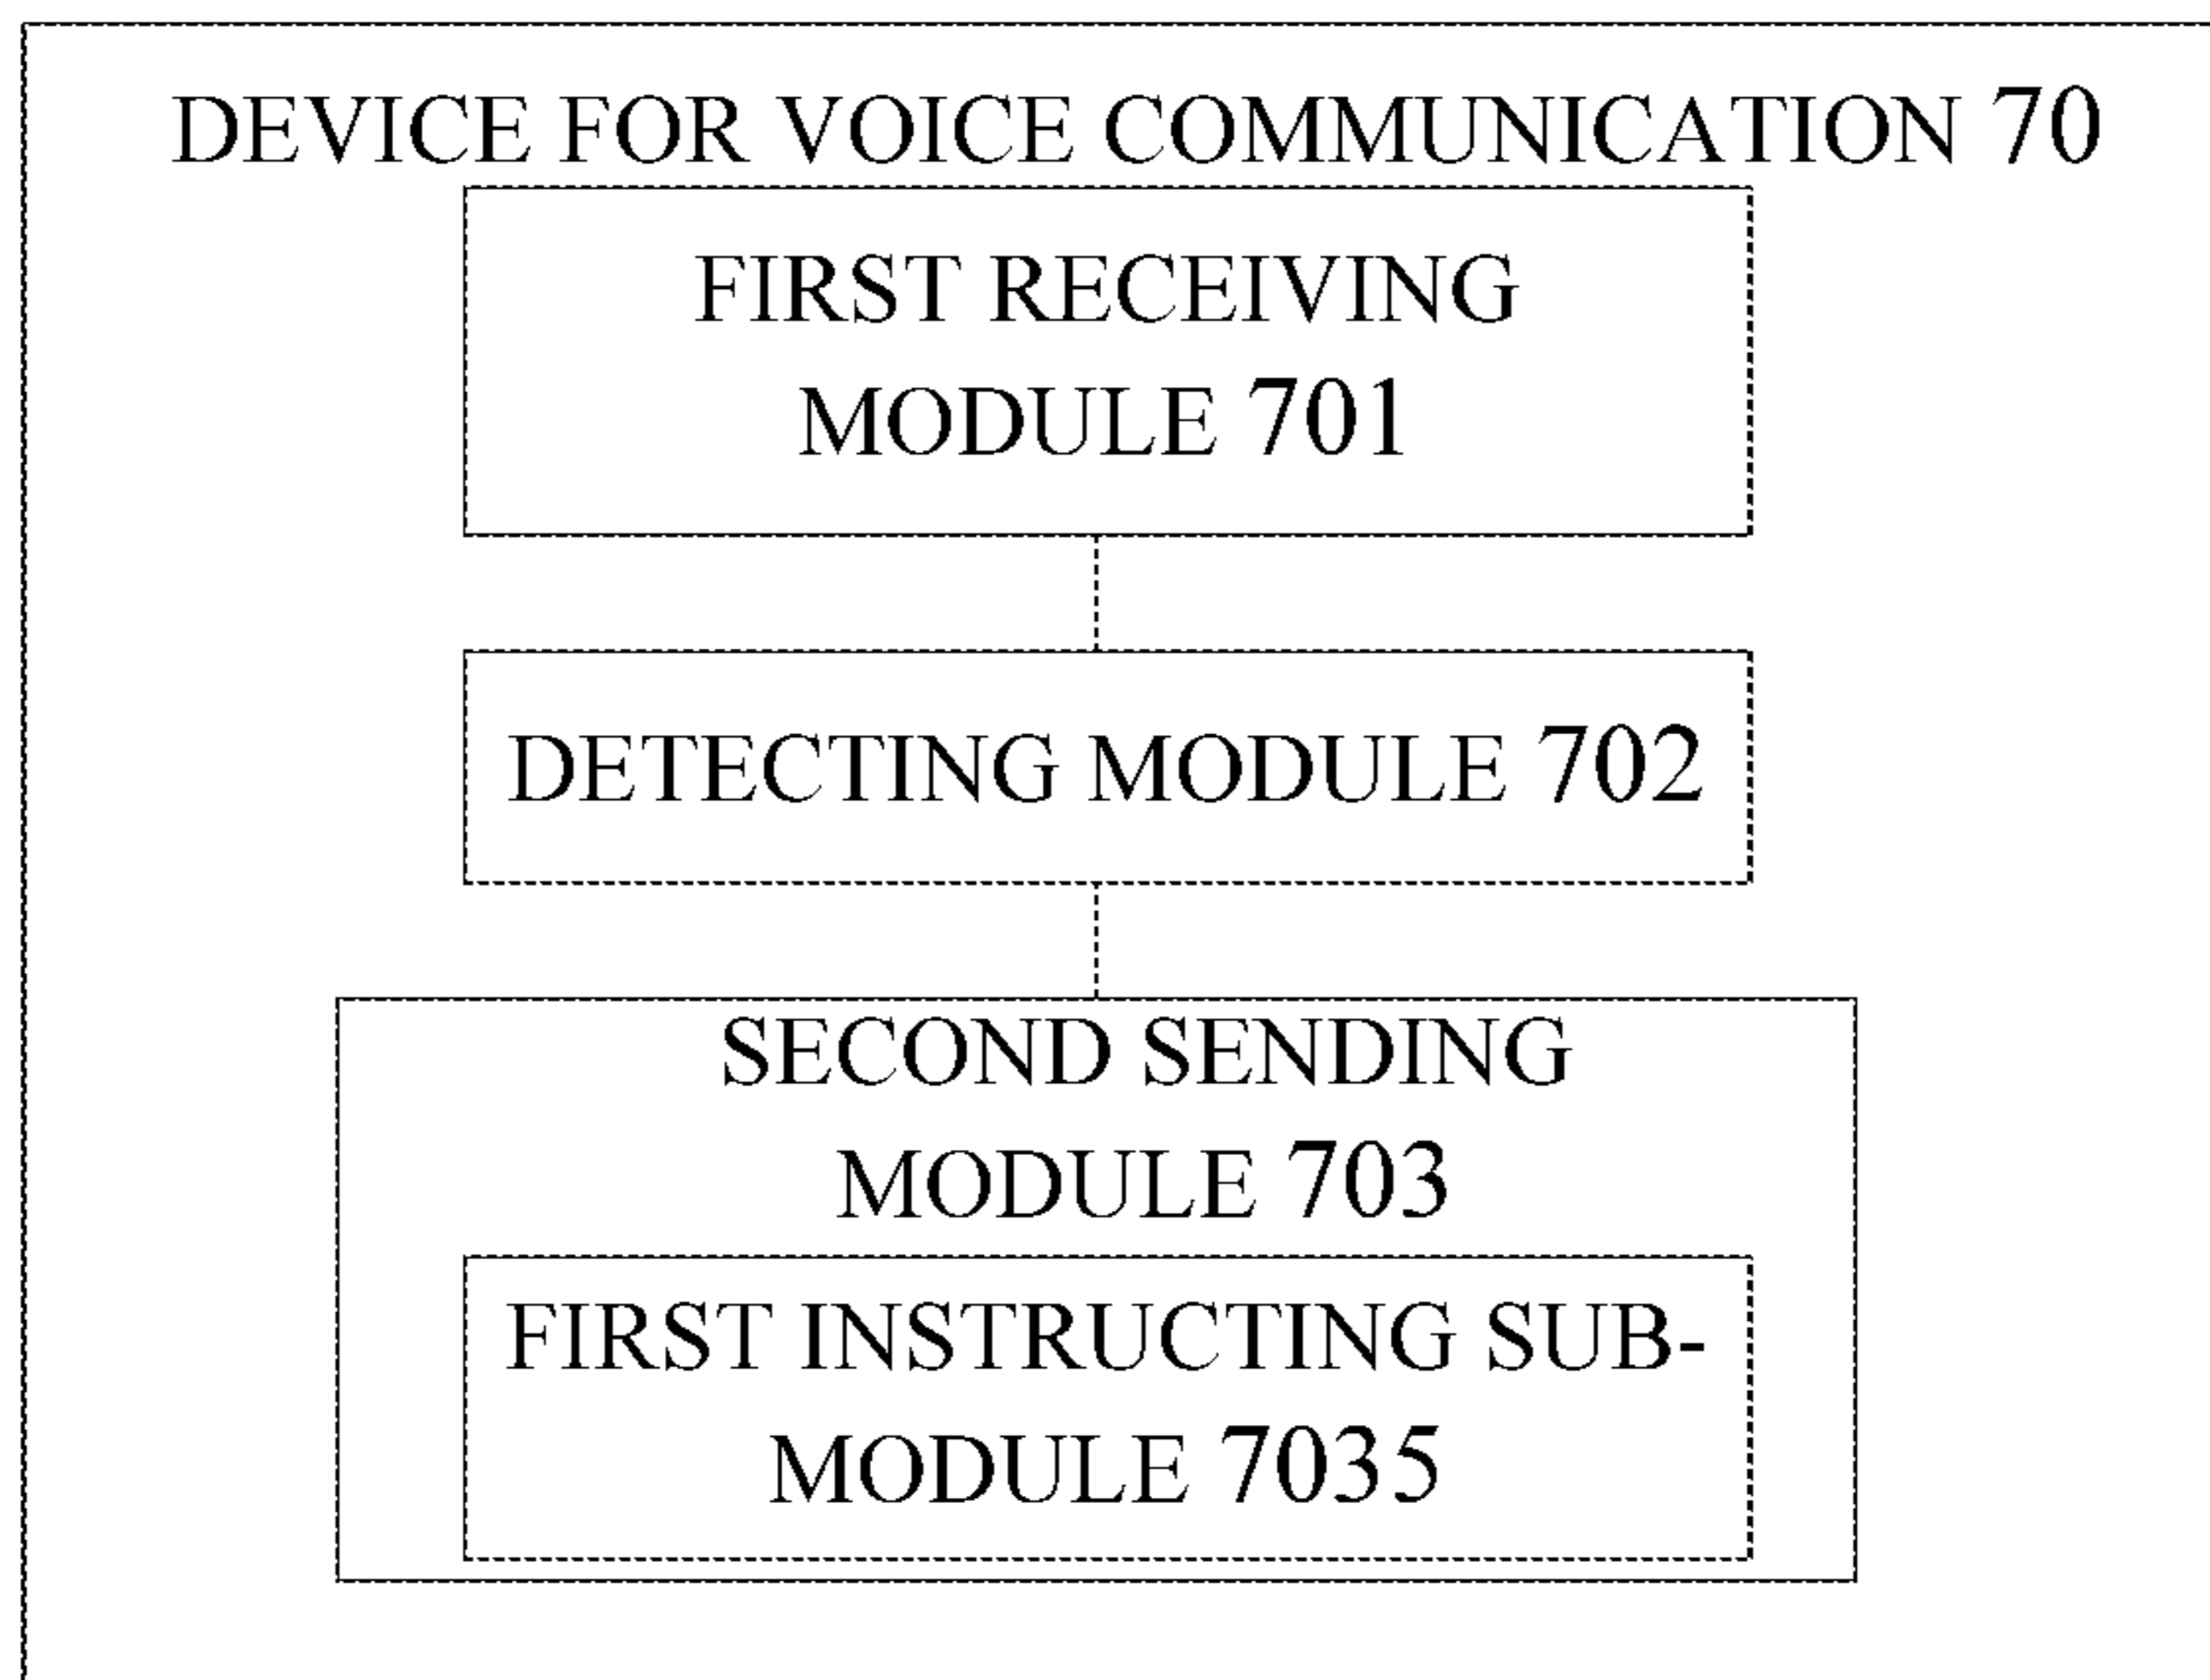 DEVICE FOR VOICE COMMUNICATION 70
FIRST RECEIVING
MODULE 701
DETECTING MODULE 702
SECOND SENDING
MODULE 703
FIRST INSTRUCTING SUB-
MODULE 7035